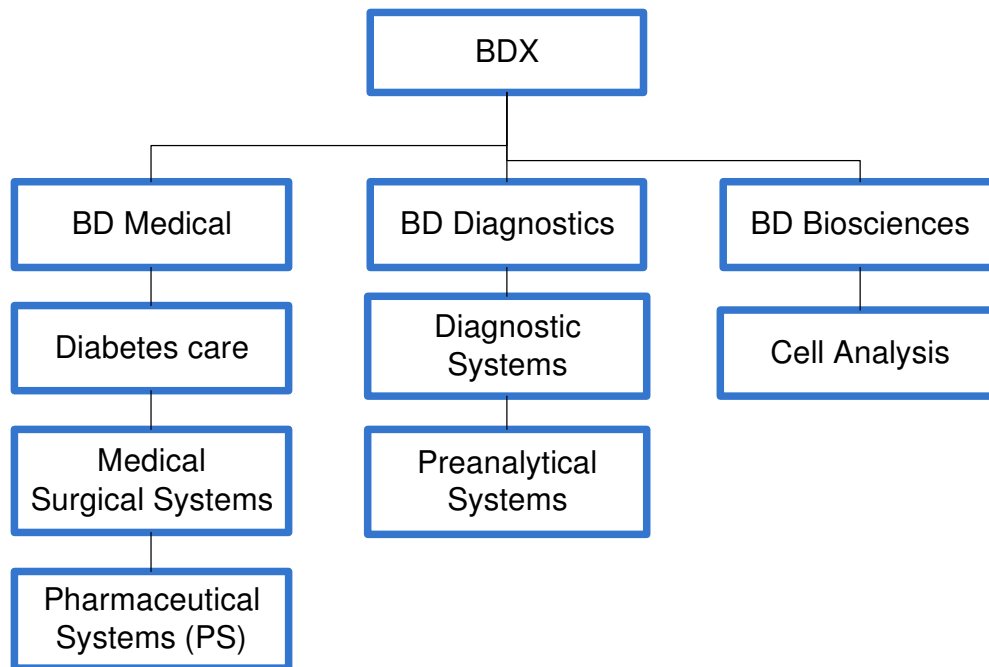 BDX
BD Medical
BD Diagnostics
BD Biosciences
Diabetes care
Diagnostic
Systems
Cell Analysis
Medical
Surgical Systems
Preanalytical
Systems
Pharmaceutical
Systems (PS)